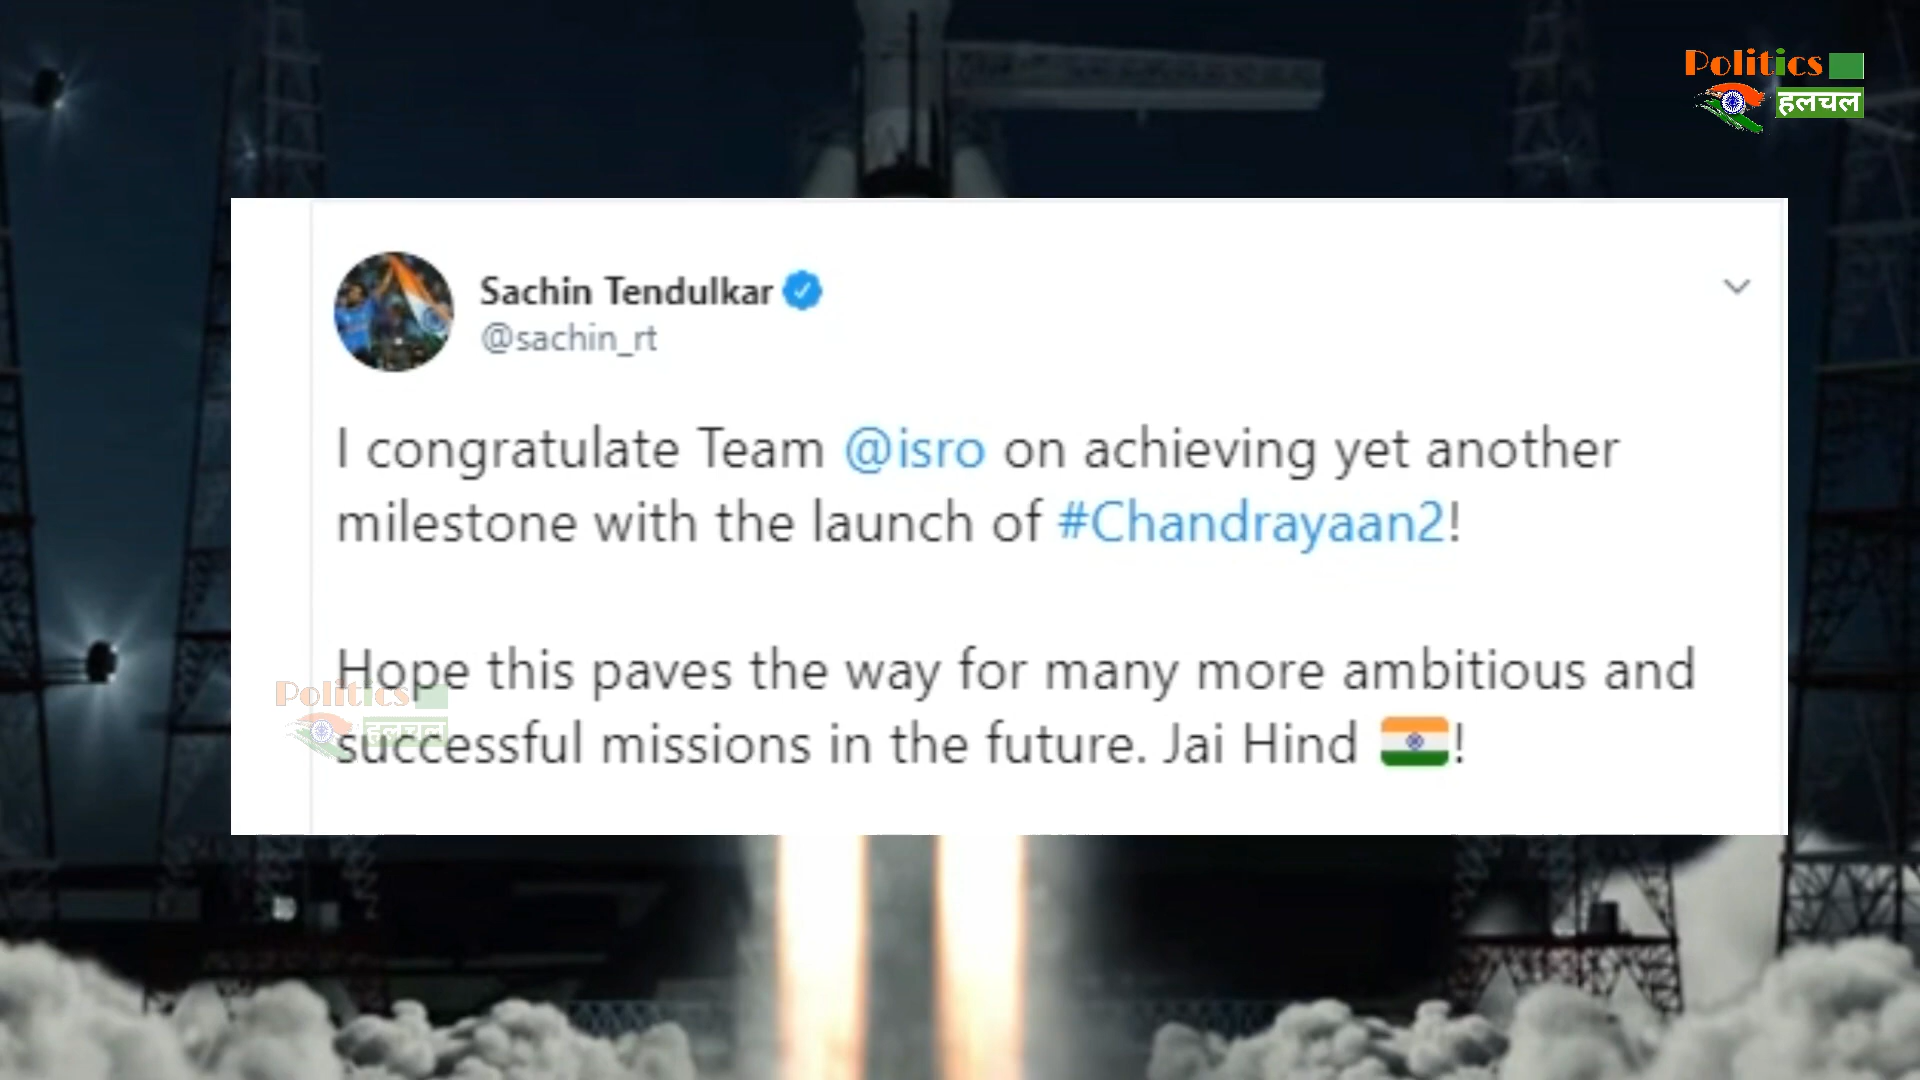 Politics
हलचल
Sachin Tendulkar
@sachin_rt
I congratulate Team @isro on achieving yet another
milestone with the launch of #Chandrayaan2!
Hope this paves the way for many more ambitious and
successful missions in the future. Jai Hind 🇮🇳!
Politics
हलचल